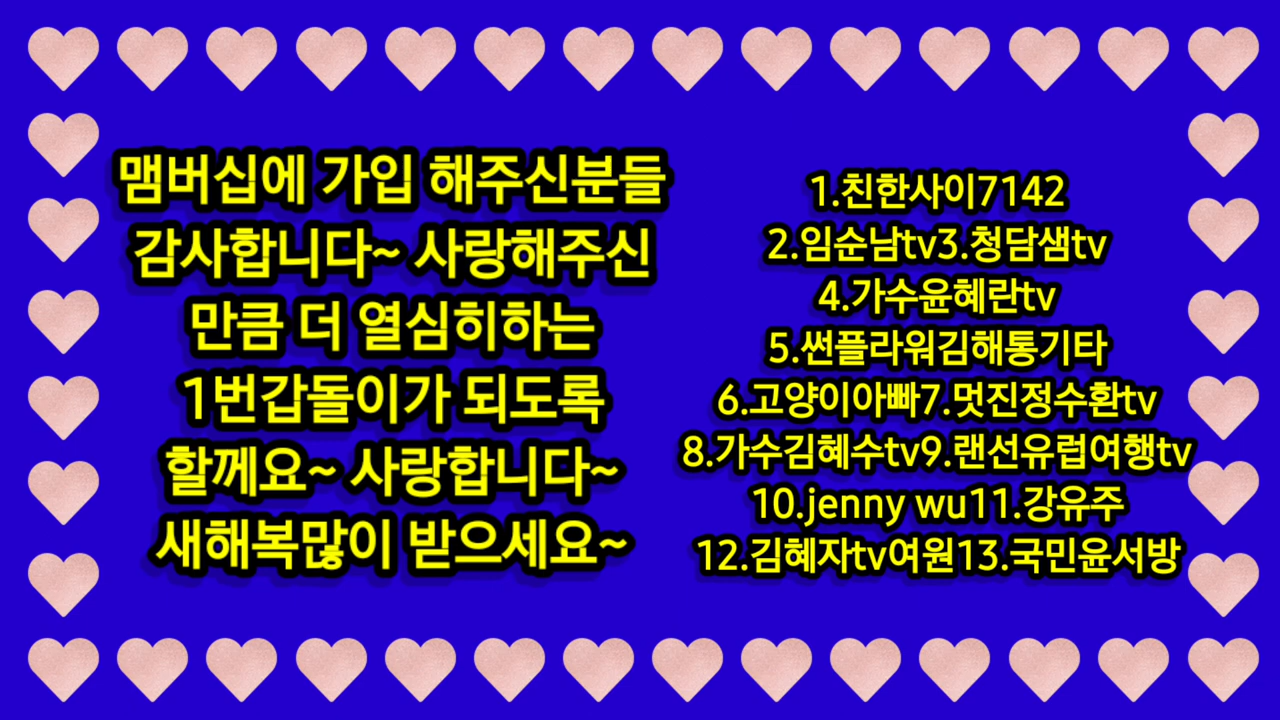 맴버십에 가입 해주신분들
감사합니다~ 사랑해주신
만큼 더 열심히하는
1번갑돌이가 되도록
할께요~ 사랑합니다~
새해복많이 받으세요~
1.친한사이7142
2.임순남tv3.청담샘tv
4.가수윤혜란tv
5.썬플라워김해통기타
6.고양이아빠7.멋진정수환tv
8.가수김혜수tv9.랜선유럽여행tv
10.jenny wu11.강유주
12.김혜자tv여원13.국민윤서방